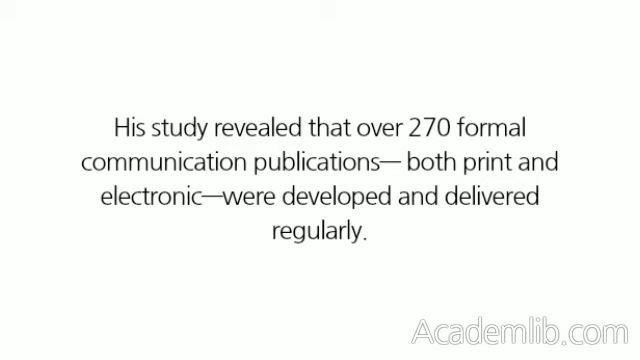 His study revealed that over 270 formal
communication publications— both print and
electronic—were developed and delivered
regularly.
Academlib.com